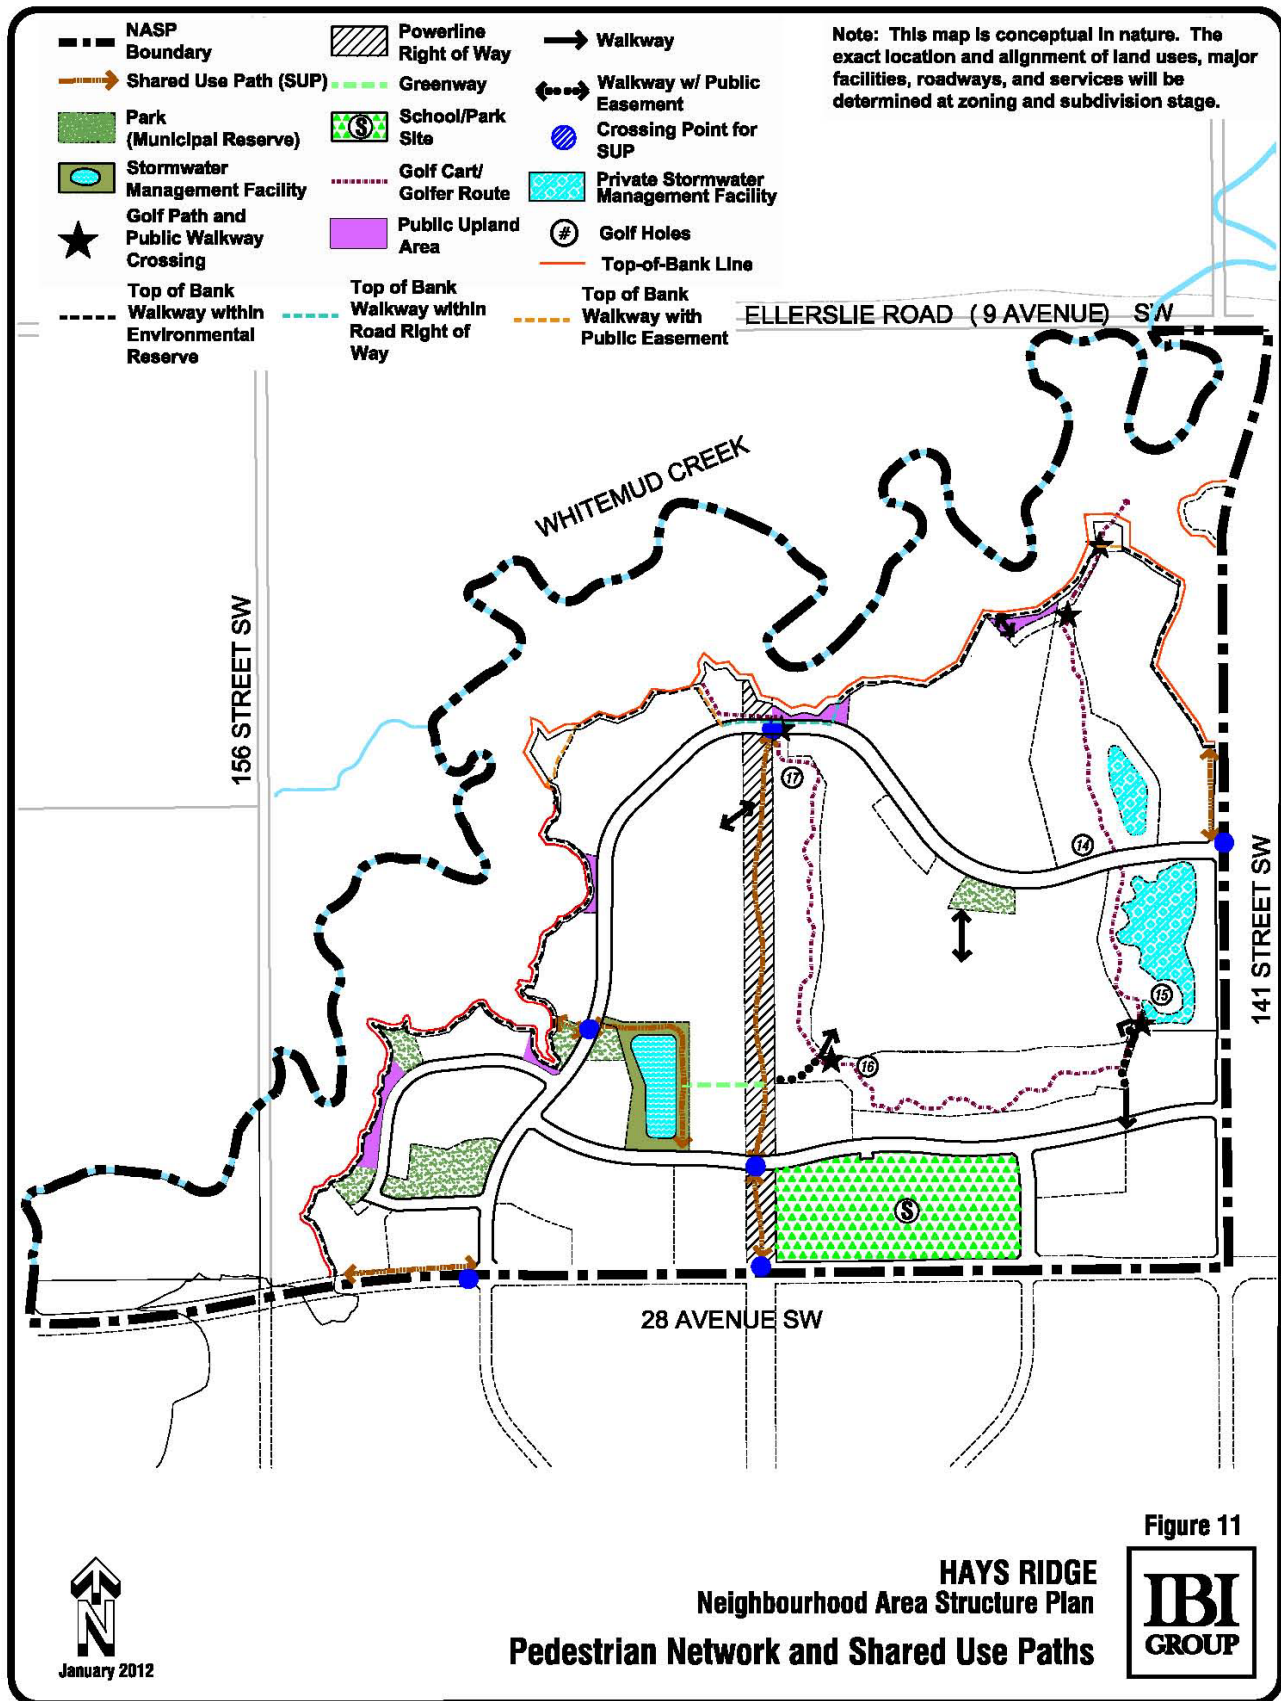 NASP
Boundary
Shared Use Path (SUP)
Park
(Municipal Reserve)
Stormwater
Management Facility
Golf Path and
Public Walkway
Crossing
Top of Bank
Walkway within
Environmental
Reserve
Powerline
Right of Way
Greenway
S
School/Park
Site
Golf Cart/
Golfer Route
Public Upland
Area
Top of Bank
Walkway within
Road Right of
Way
Walkway
Walkway w/ Public
Easement
Crossing Point for
SUP
Private Stormwater
Management Facility
#
Golf Holes
Top-of-Bank Line
Top of Bank
Walkway with
Public Easement
Note: This map is conceptual in nature. The
exact location and alignment of land uses, major
facilities, roadways, and services will be
determined at zoning and subdivision stage.
ELLERSLIE ROAD (9 AVENUE) SW
WHITEMUD CREEK
156 STREET SW
17
14
141 STREET SW
15
16
S
28 AVENUE SW
Figure 11
HAYS RIDGE
Neighbourhood Area Structure Plan
Pedestrian Network and Shared Use Paths
IBI
GROUP
N
January 2012